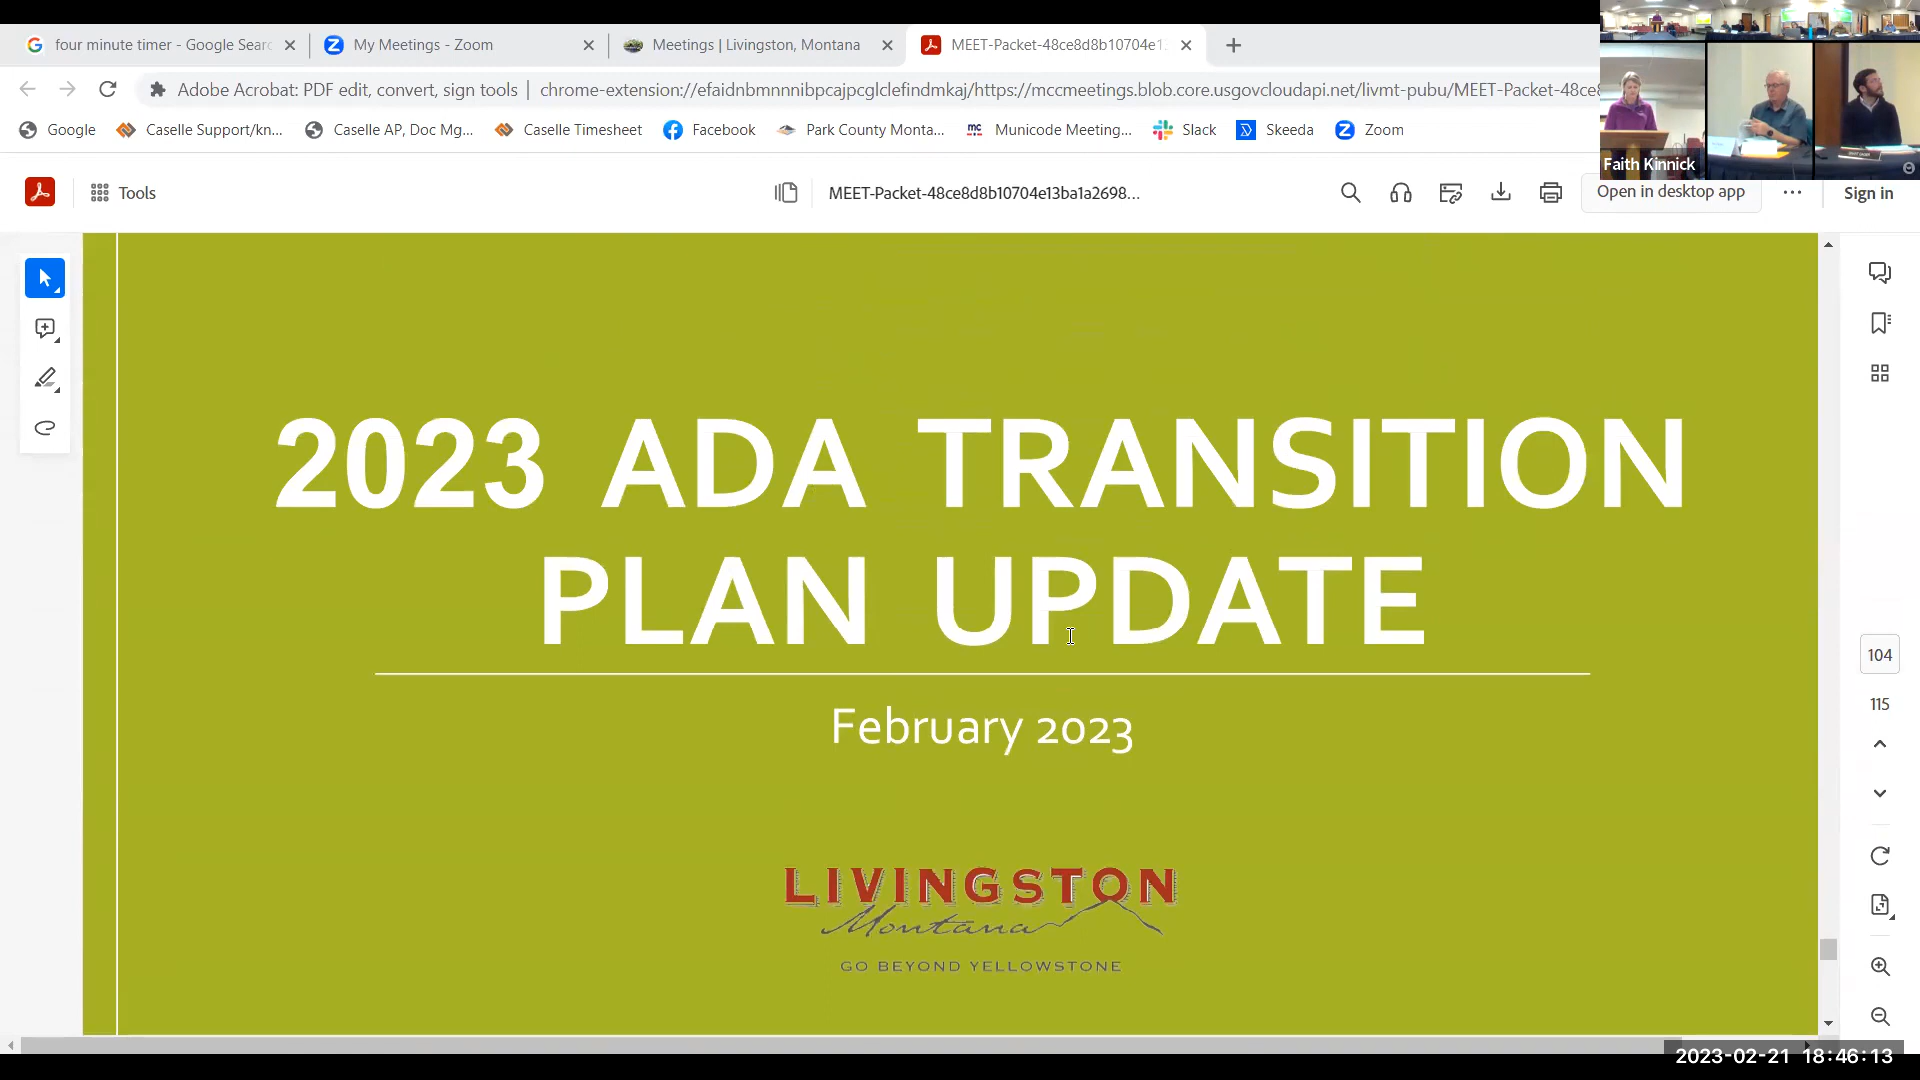 four minute timer - Google Searc
My Meetings - Zoom
Meetings | Livingston, Montana
MEET-Packet-48ce8d8b10704e1
Adobe Acrobat: PDF edit, convert, sign tools
chrome-extension://efaidnbmnnnibpcajpcglclefindmkaj/https://mccmeetings.blob.core.usgovcloudapi.net/livmt-pubu/MEET-Packet-48ce8
Google
Caselle Support/kn...
Caselle AP, Doc Mg...
Caselle Timesheet
Facebook
Park County Monta...
mc
Municode Meeting...
Slack
Skeeda
Zoom
Faith Kinnick
Tools
MEET-Packet-48ce8d8b10704e13ba1a2698...
Open in desktop app
Sign in
2023 ADA TRANSITION
PLAN UPDATE
February 2023
LIVINGSTON
Montana
GO BEYOND YELLOWSTONE
104
115
2023-02-21 18:46:13